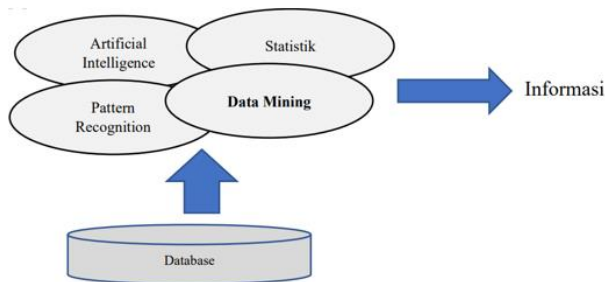 Artificial
Intelligence
Statistik
Pattern
Recognition
Data Mining
Informasi
Database